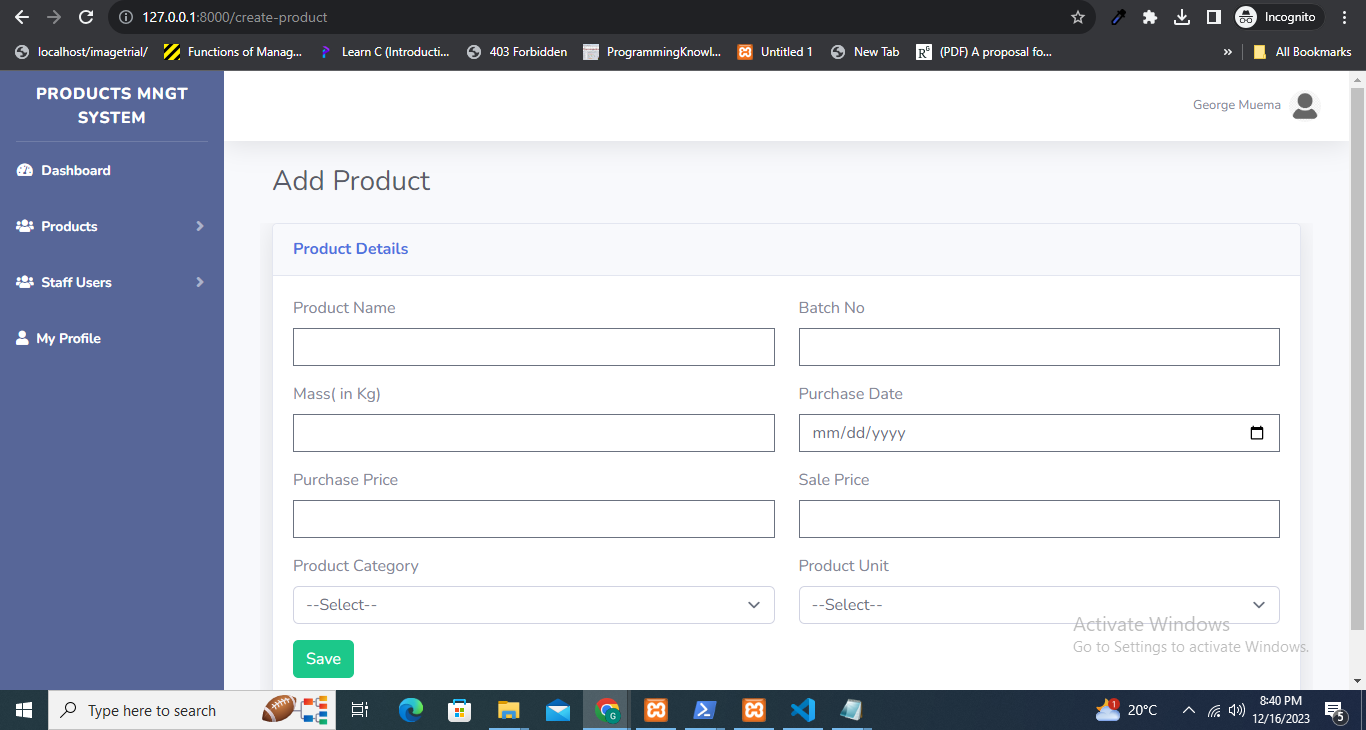 127.0.0.1:8000/create-product
Incognito
localhost/imagetrial/
Functions of Manag...
Learn C (Introducti...
403 Forbidden
ProgrammingKnowl...
Untitled 1
New Tab
(PDF) A proposal fo...
»
All Bookmarks
PRODUCTS MNGT
SYSTEM
George Muema
Dashboard
Products
Staff Users
My Profile
Add Product
Product Details
Product Name
Batch No
Mass( in Kg)
Purchase Date
mm/dd/yyyy
Purchase Price
Sale Price
Product Category
Product Unit
--Select--
--Select--
Save
Activate Windows
Go to Settings to activate Windows.
Type here to search
1
20°C
8:40 PM
12/16/2023
5